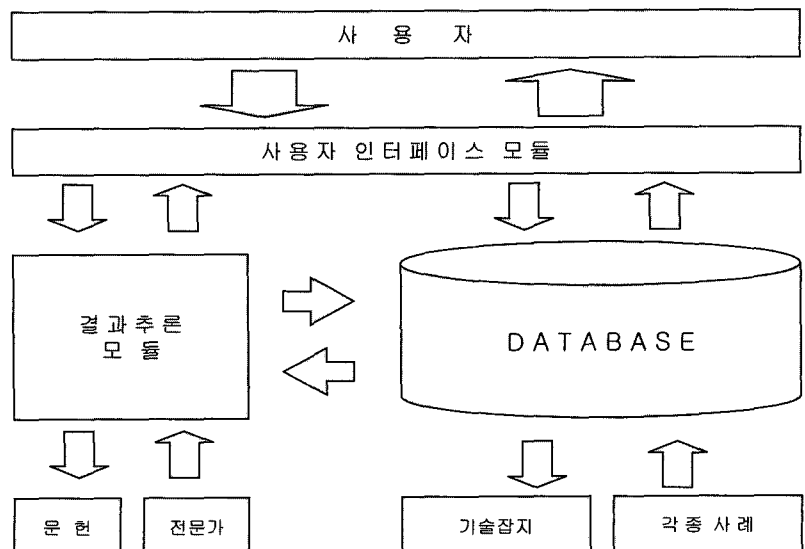 사 용 자
사용자 인터페이스 모듈
결과추론
모 듈
DATABASE
문 헌
전문가
기술잡지
각종 사례